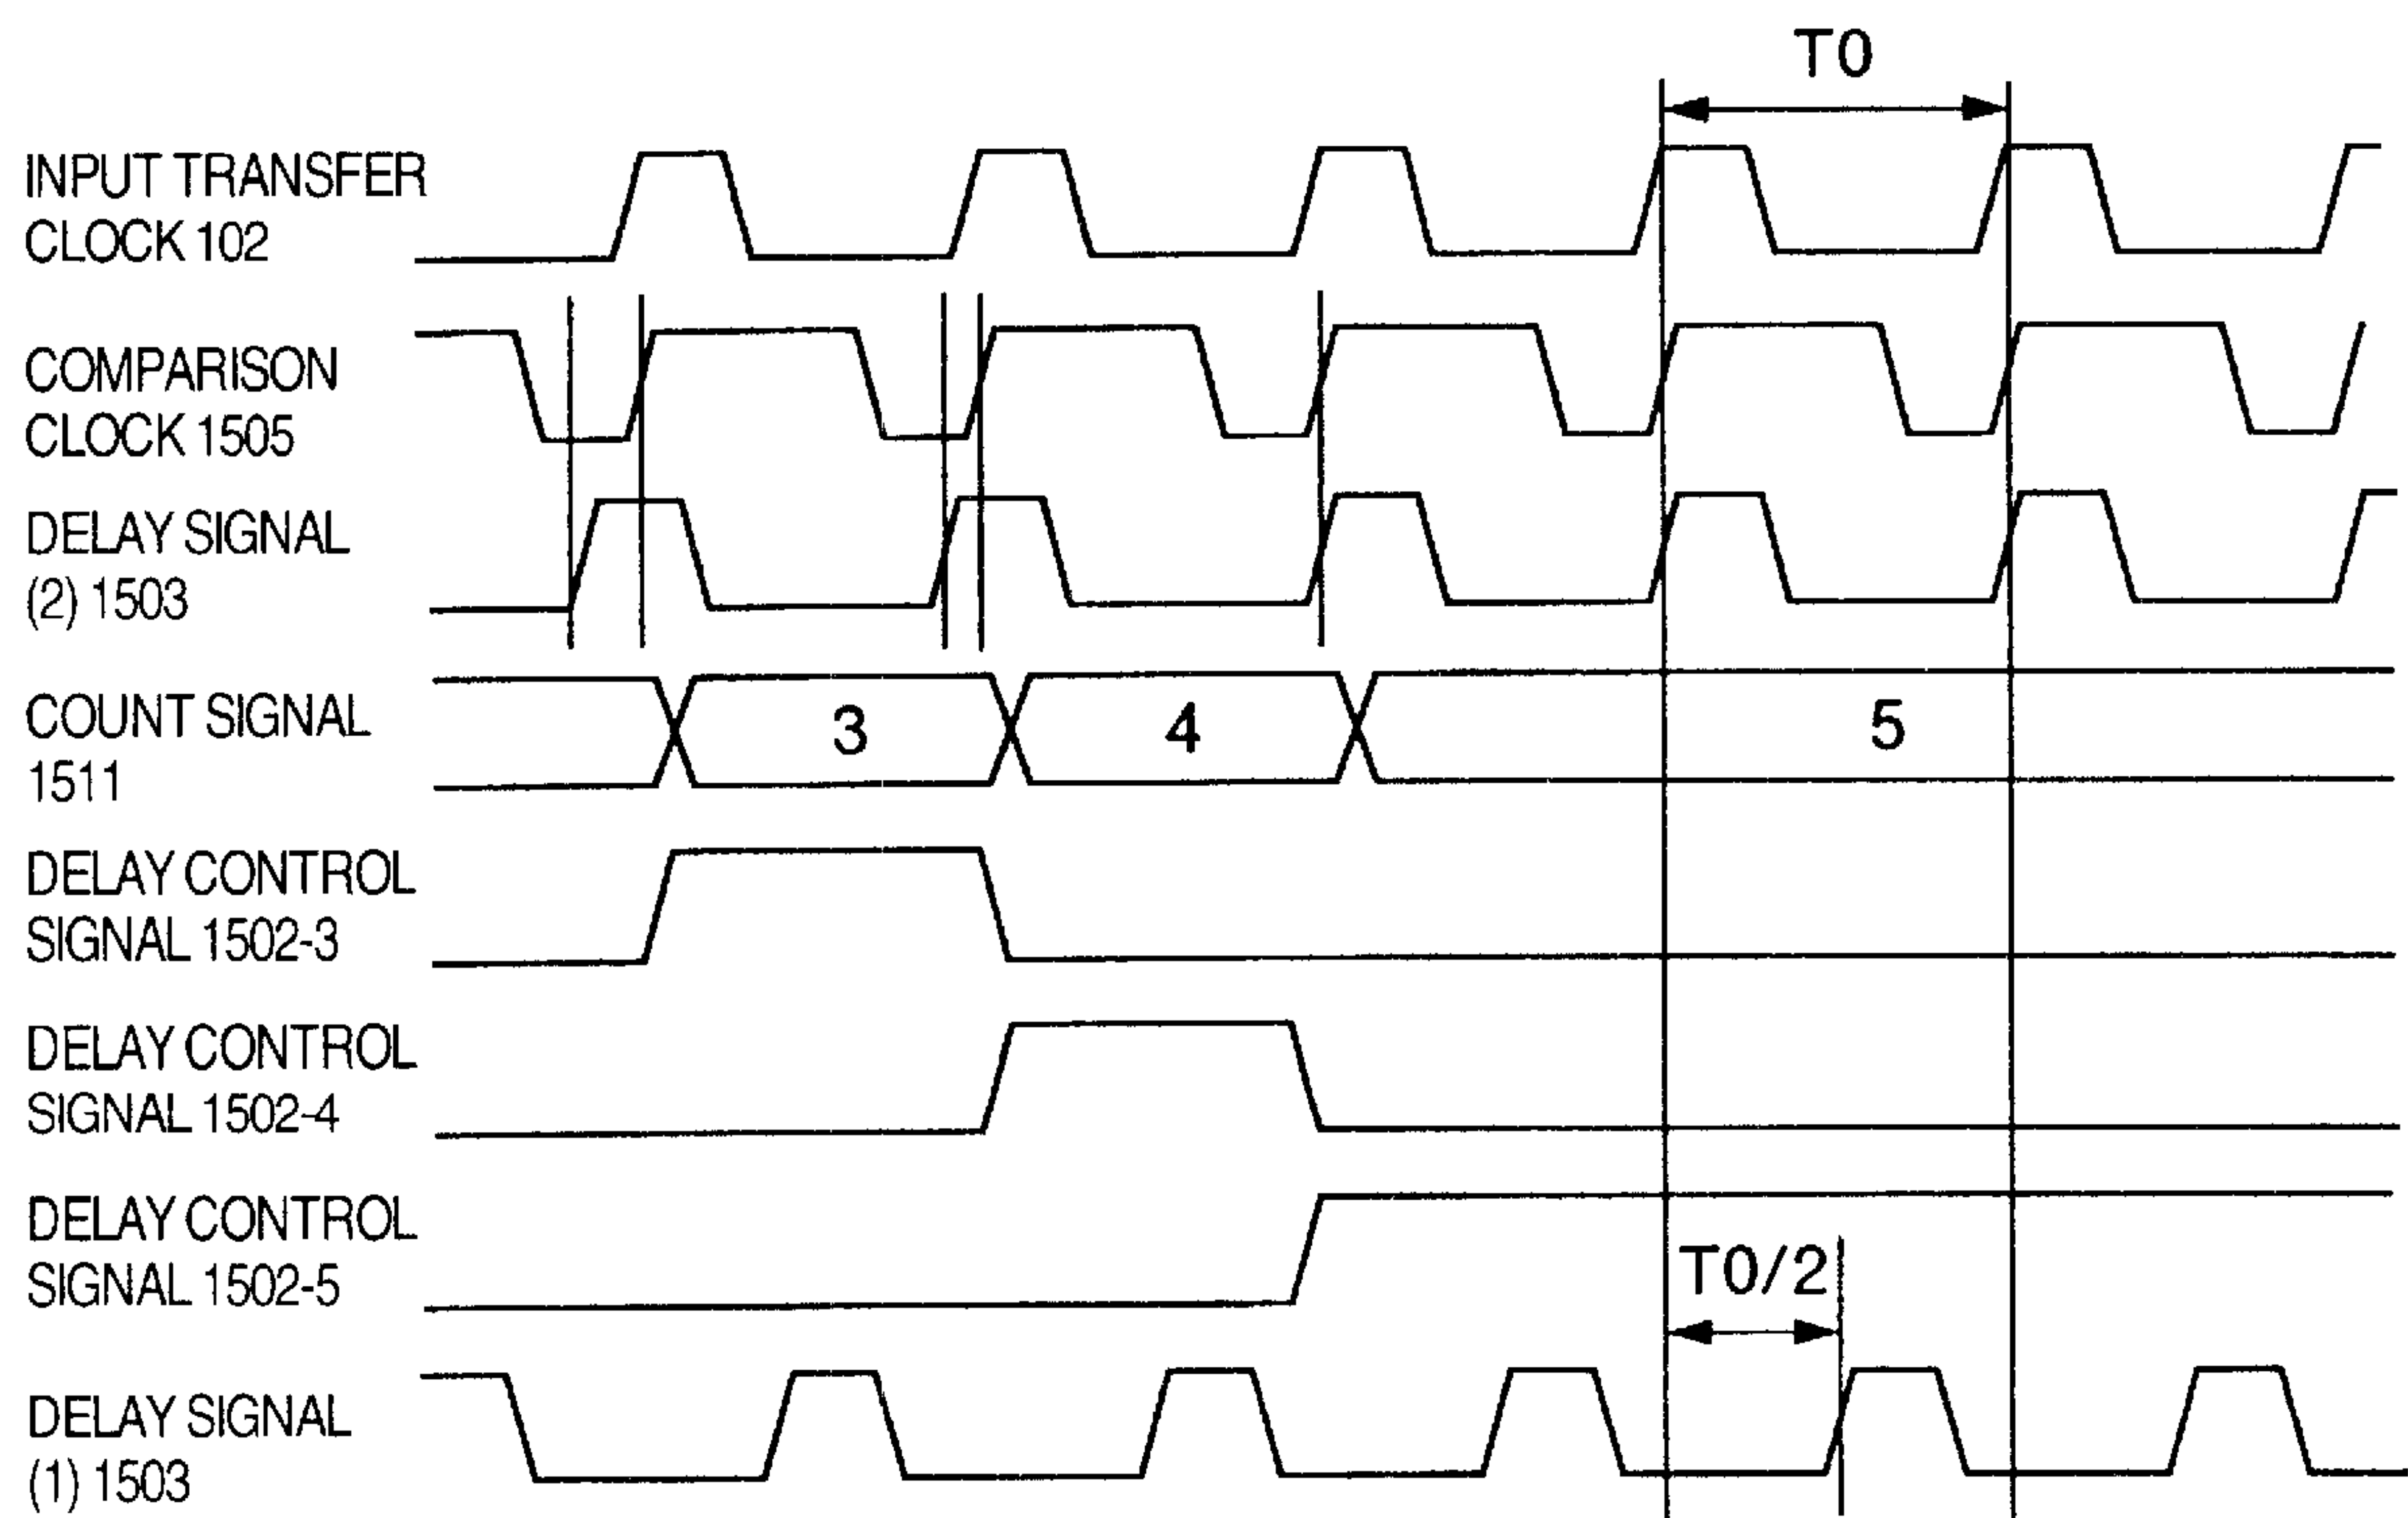 T0
INPUT TRANSFER
CLOCK 102
COMPARISON
CLOCK 1505
DELAY SIGNAL
(2) 1503
COUNT SIGNAL
1511
3
4
5
DELAY CONTROL
SIGNAL 1502-3
DELAY CONTROL
SIGNAL 1502-4
DELAY CONTROL
SIGNAL 1502-5
T0/2
DELAY SIGNAL
(1) 1503